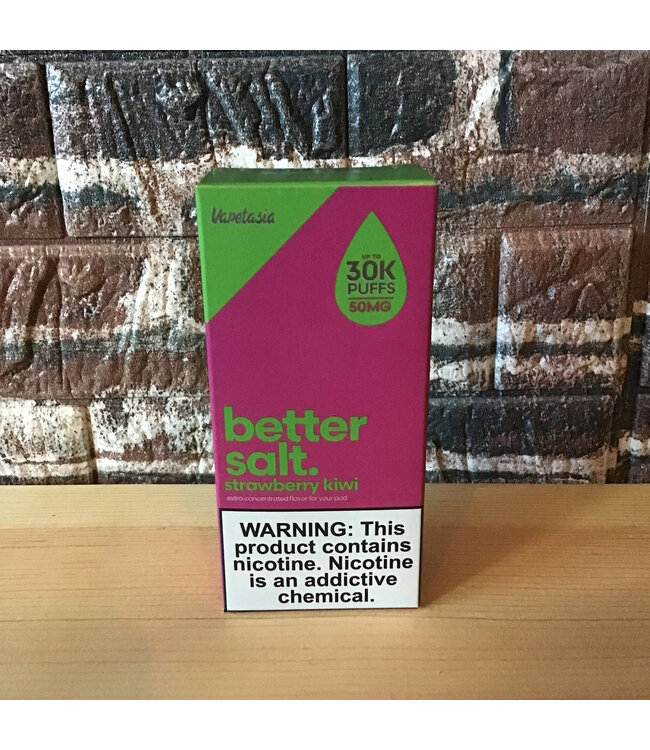 Vapetasia
UP TO
30K
PUFFS
50MG
better
salt.
strawberry kiwi
extra concentrated flavor for your pod
WARNING: This
product contains
nicotine. Nicotine
is an addictive
chemical.